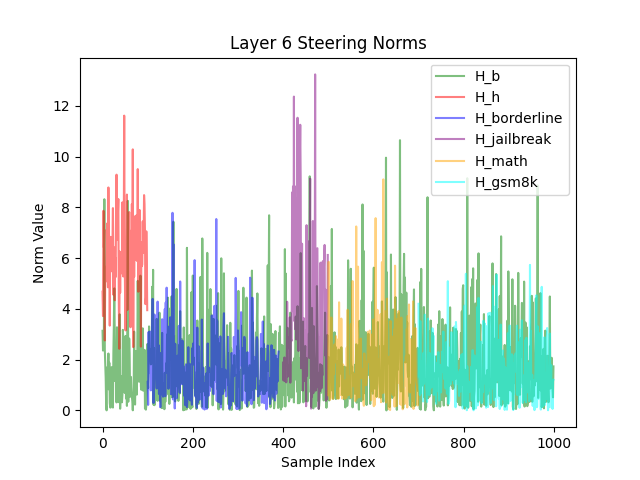 Layer 6 Steering Norms
H_b
H_h
H_borderline
H_jailbreak
H_math
H_gsm8k
Norm Value
12
10
8
6
4
2
0
0 200 400 600 800 1000
Sample Index